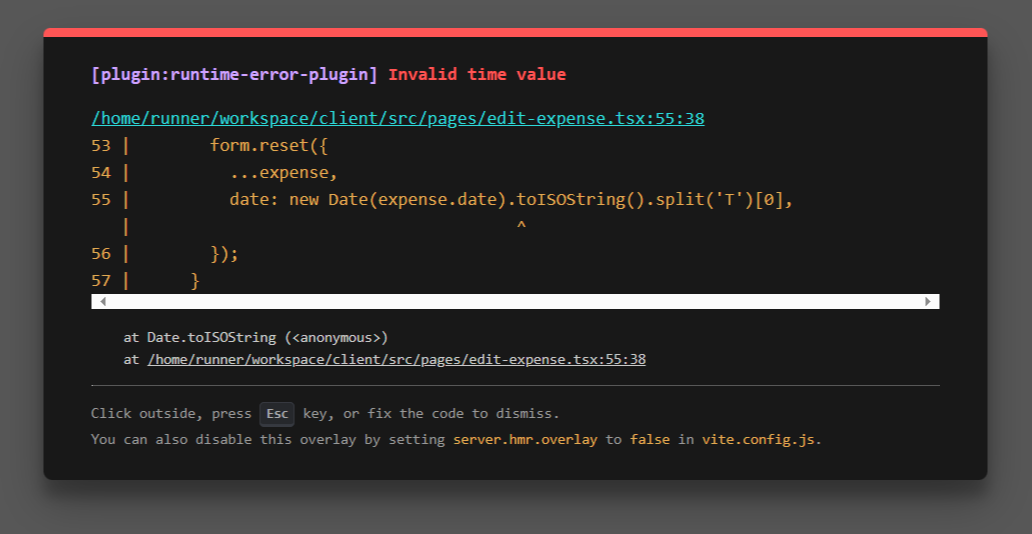 [plugin:runtime-error-plugin] Invalid time value
/home/runner/workspace/client/src/pages/edit-expense.tsx:55:38
53 |        form.reset({
54 |          ...expense,
55 |          date: new Date(expense.date).toISOString().split('T')[0],
   |                                       ^
56 |        });
57 |      }
at Date.toISOString (<anonymous>)
at /home/runner/workspace/client/src/pages/edit-expense.tsx:55:38
Click outside, press Esc key, or fix the code to dismiss.
You can also disable this overlay by setting server.hmr.overlay to false in vite.config.js.